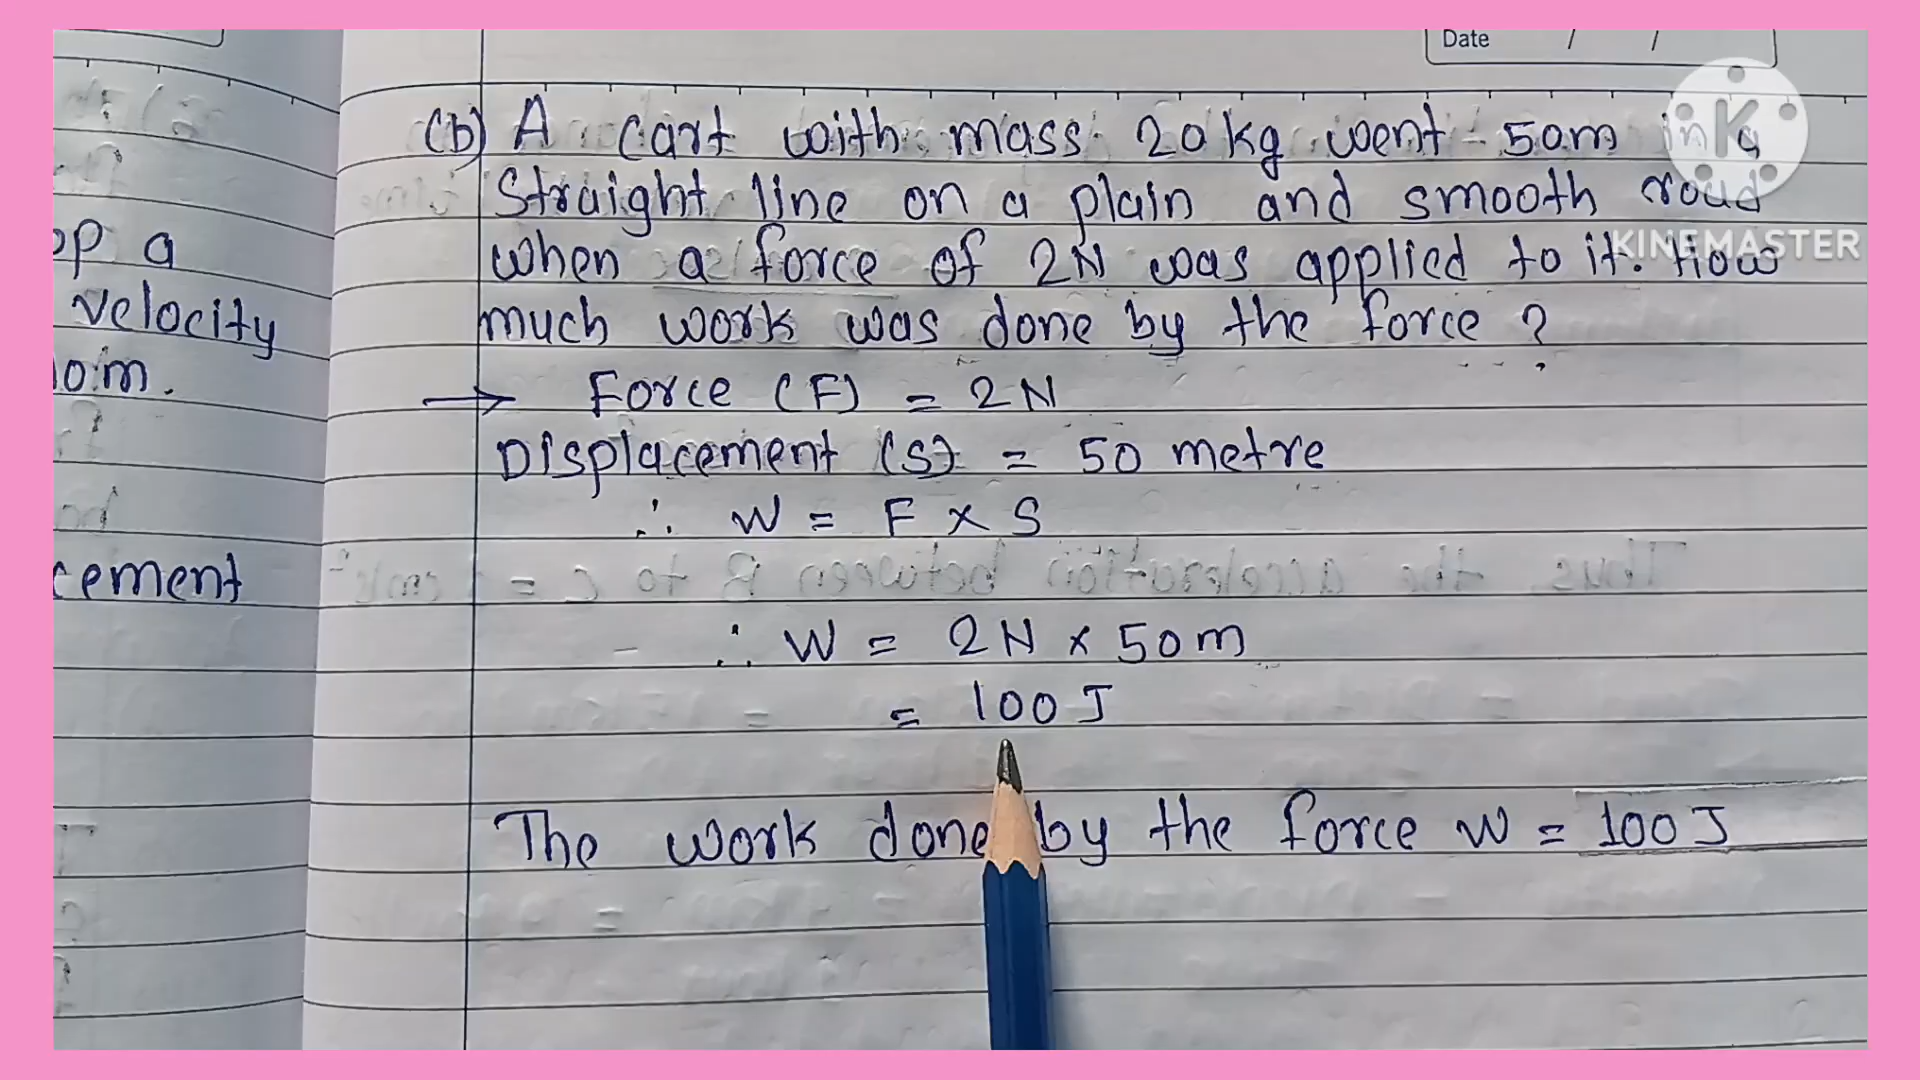 Date / /
(b) A cart with mass 20 kg went 50m in a
straight line on a plain and smooth road
when a force of 2N was applied to it. How
much work was done by the force ?
→ Force (F) = 2N
Displacement (s) = 50 metre
∴ W = F × S
∴ W = 2N × 50m
= 100 J
The work done by the force W = 100 J
op a
velocity
10m.
cement
KINEMASTER